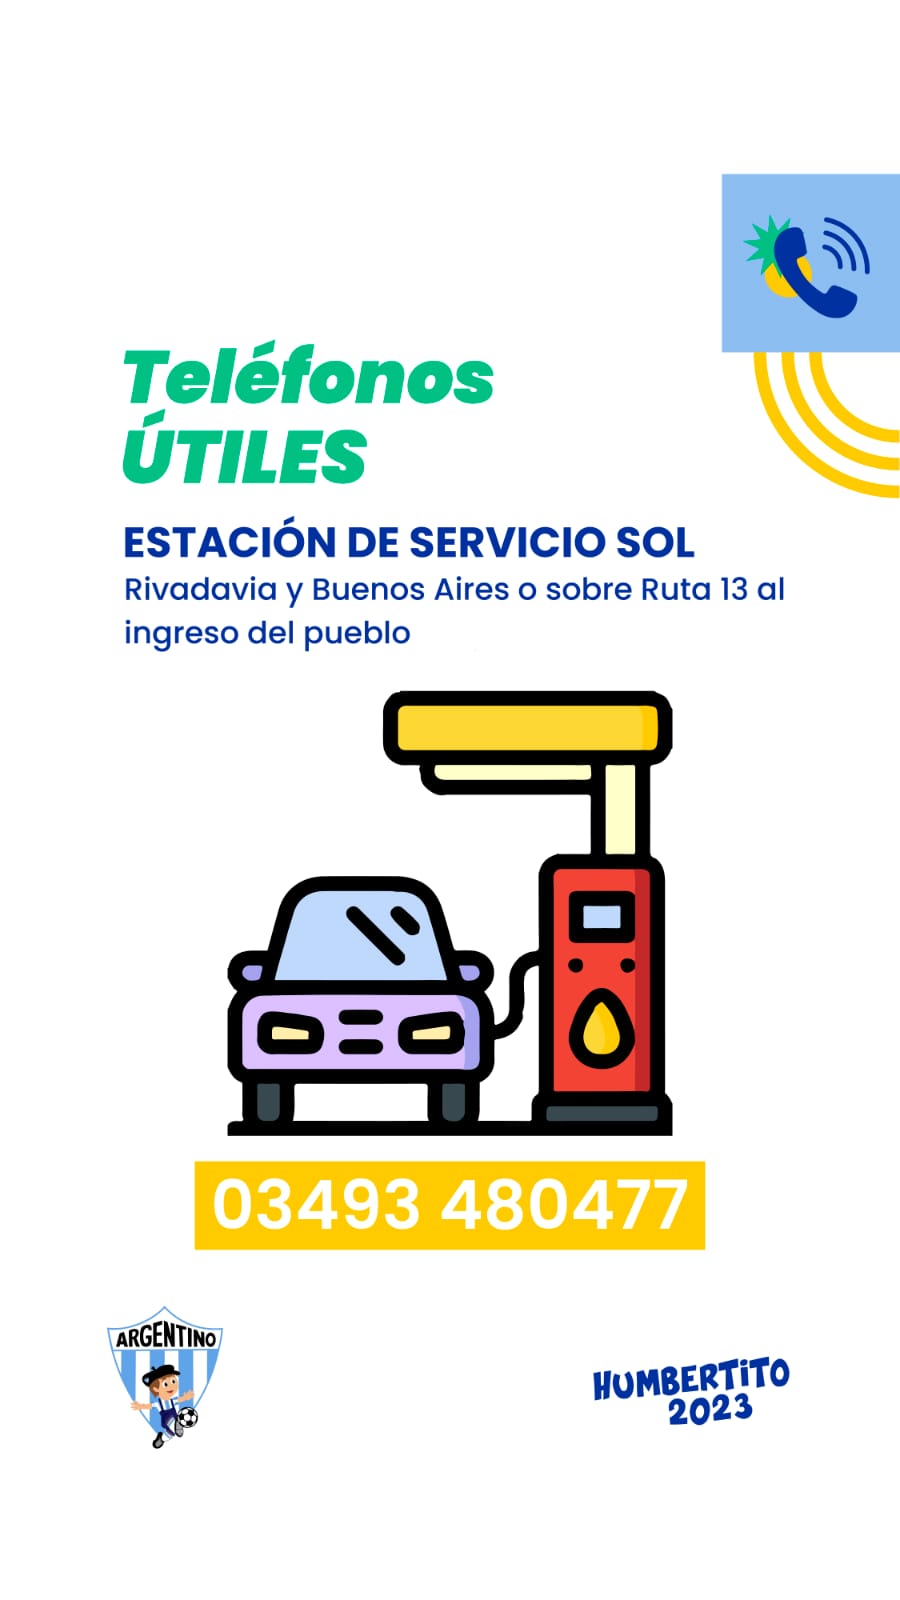 Teléfonos
ÚTILES
ESTACIÓN DE SERVICIO SOL
Rivadavia y Buenos Aires o sobre Ruta 13 al
ingreso del pueblo
03493 480477
ARGENTINO
HUMBERTiTO
2023